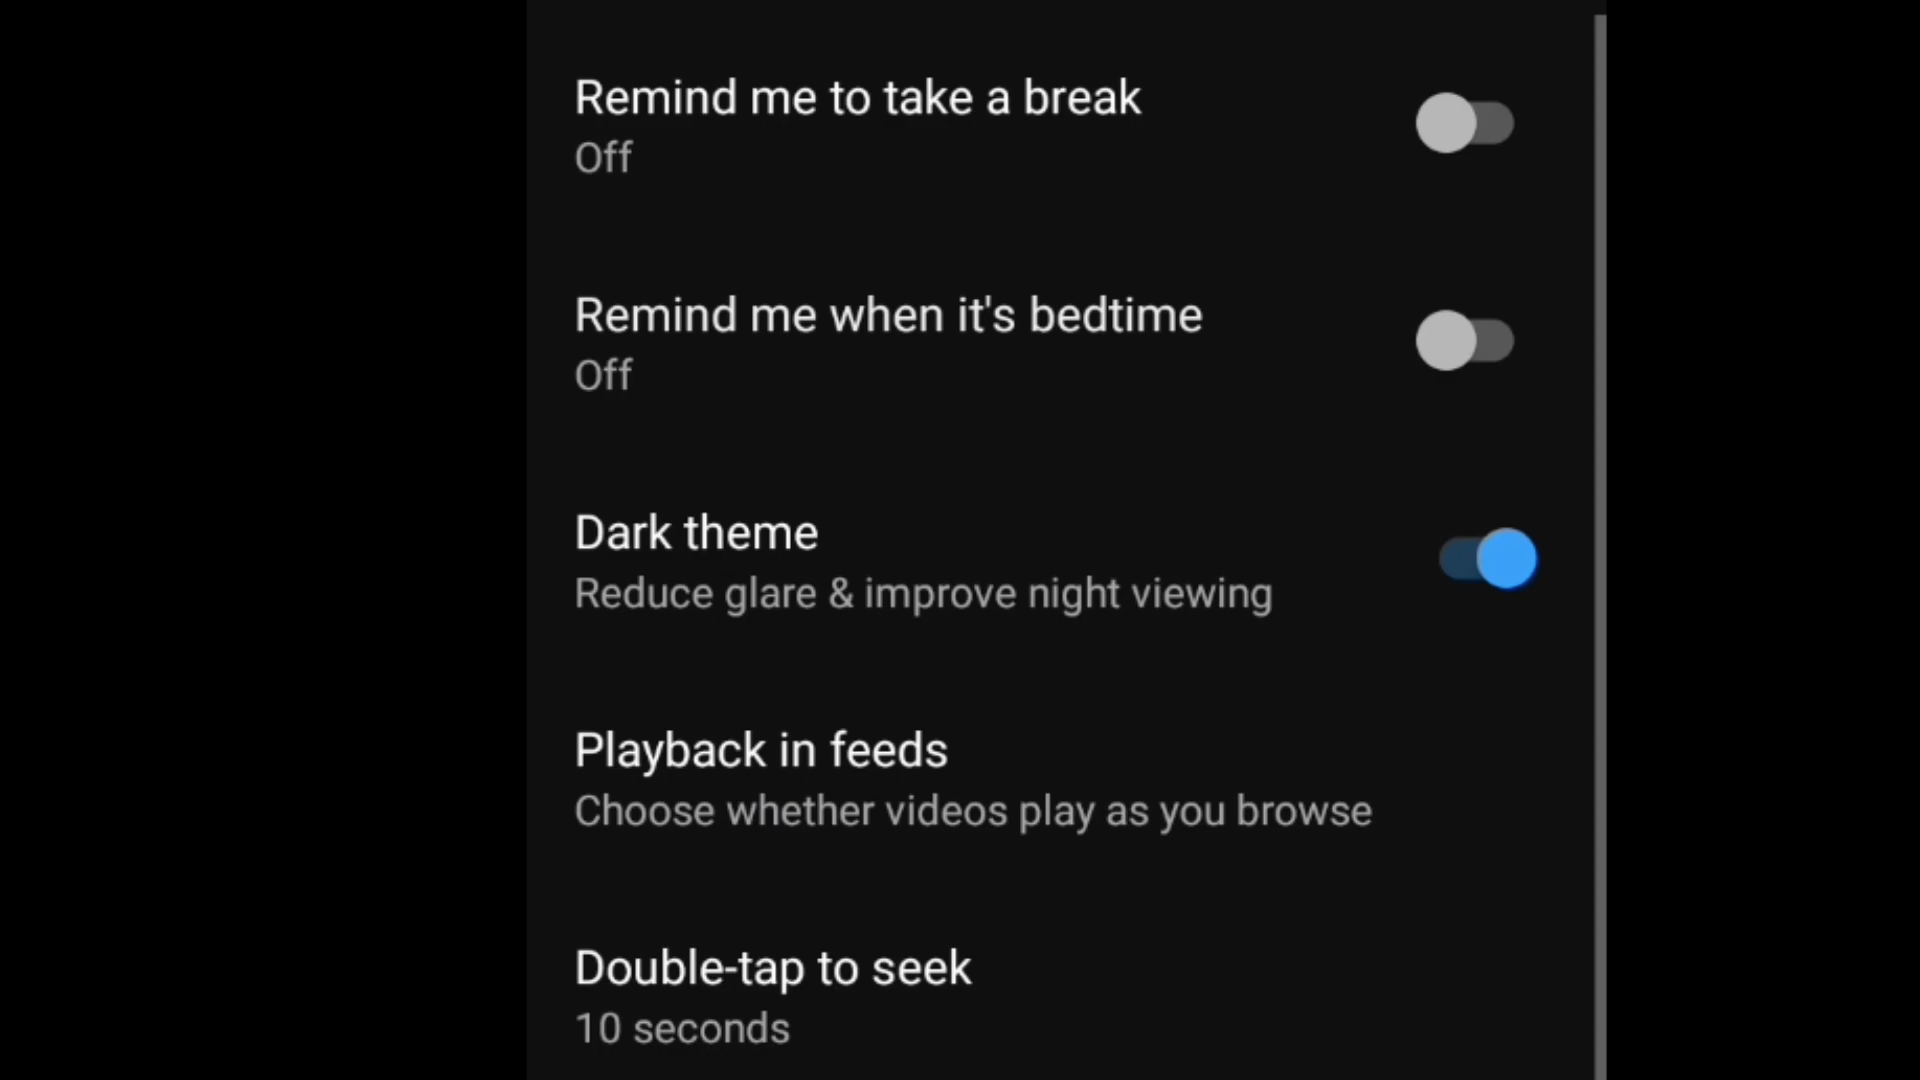 Remind me to take a break
Off
Remind me when it's bedtime
Off
Dark theme
Reduce glare & improve night viewing
Playback in feeds
Choose whether videos play as you browse
Double-tap to seek
10 seconds